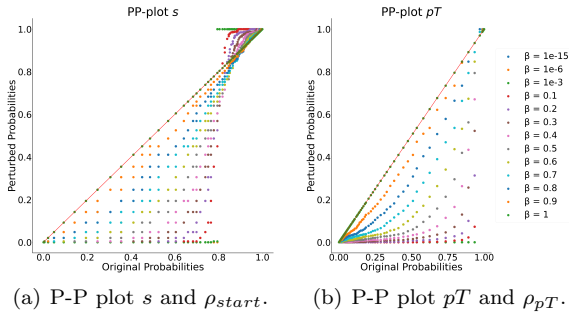 PP-plot s
PP-plot pT
Perturbed Probabilities
1.0
0.8
0.6
0.4
0.2
0.0
0.0 0.2 0.4 0.6 0.8 1.0
Original Probabilities
Perturbed Probabilities
1.0
0.8
0.6
0.4
0.2
0.0
0.00 0.25 0.50 0.75 1.00
Original Probabilities
β = 1e-15
β = 1e-6
β = 1e-3
β = 0.1
β = 0.2
β = 0.3
β = 0.4
β = 0.5
β = 0.6
β = 0.7
β = 0.8
β = 0.9
β = 1
(a) P-P plot s and ρstart.
(b) P-P plot pT and ρpT.